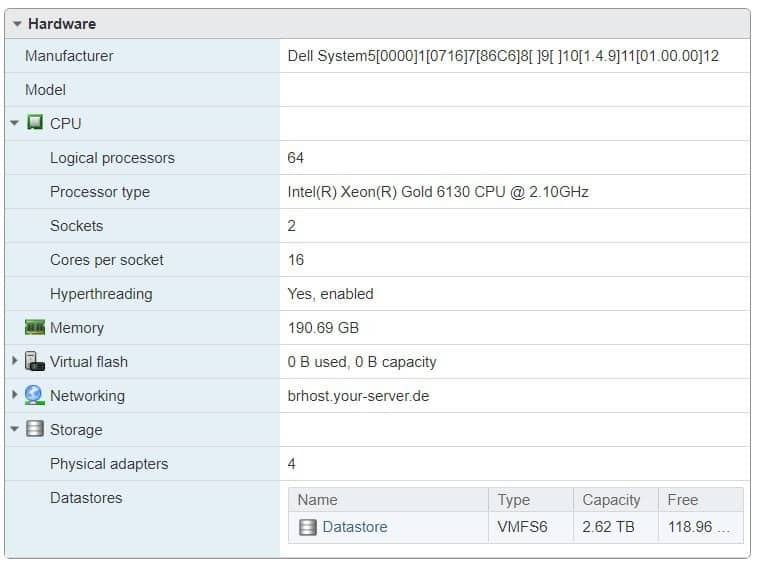 Hardware
Manufacturer Dell System5[0000]1[0716]7[86C6]8[ ]9[ ]10[1.4.9]11[01.00.00]12
Model
CPU
Logical processors 64
Processor type Intel(R) Xeon(R) Gold 6130 CPU @ 2.10GHz
Sockets 2
Cores per socket 16
Hyperthreading Yes, enabled
Memory 190.69 GB
Virtual flash 0 B used, 0 B capacity
Networking brhost.your-server.de
Storage
Physical adapters 4
Datastores Name Type Capacity Free
Datastore VMFS6 2.62 TB 118.96 ...